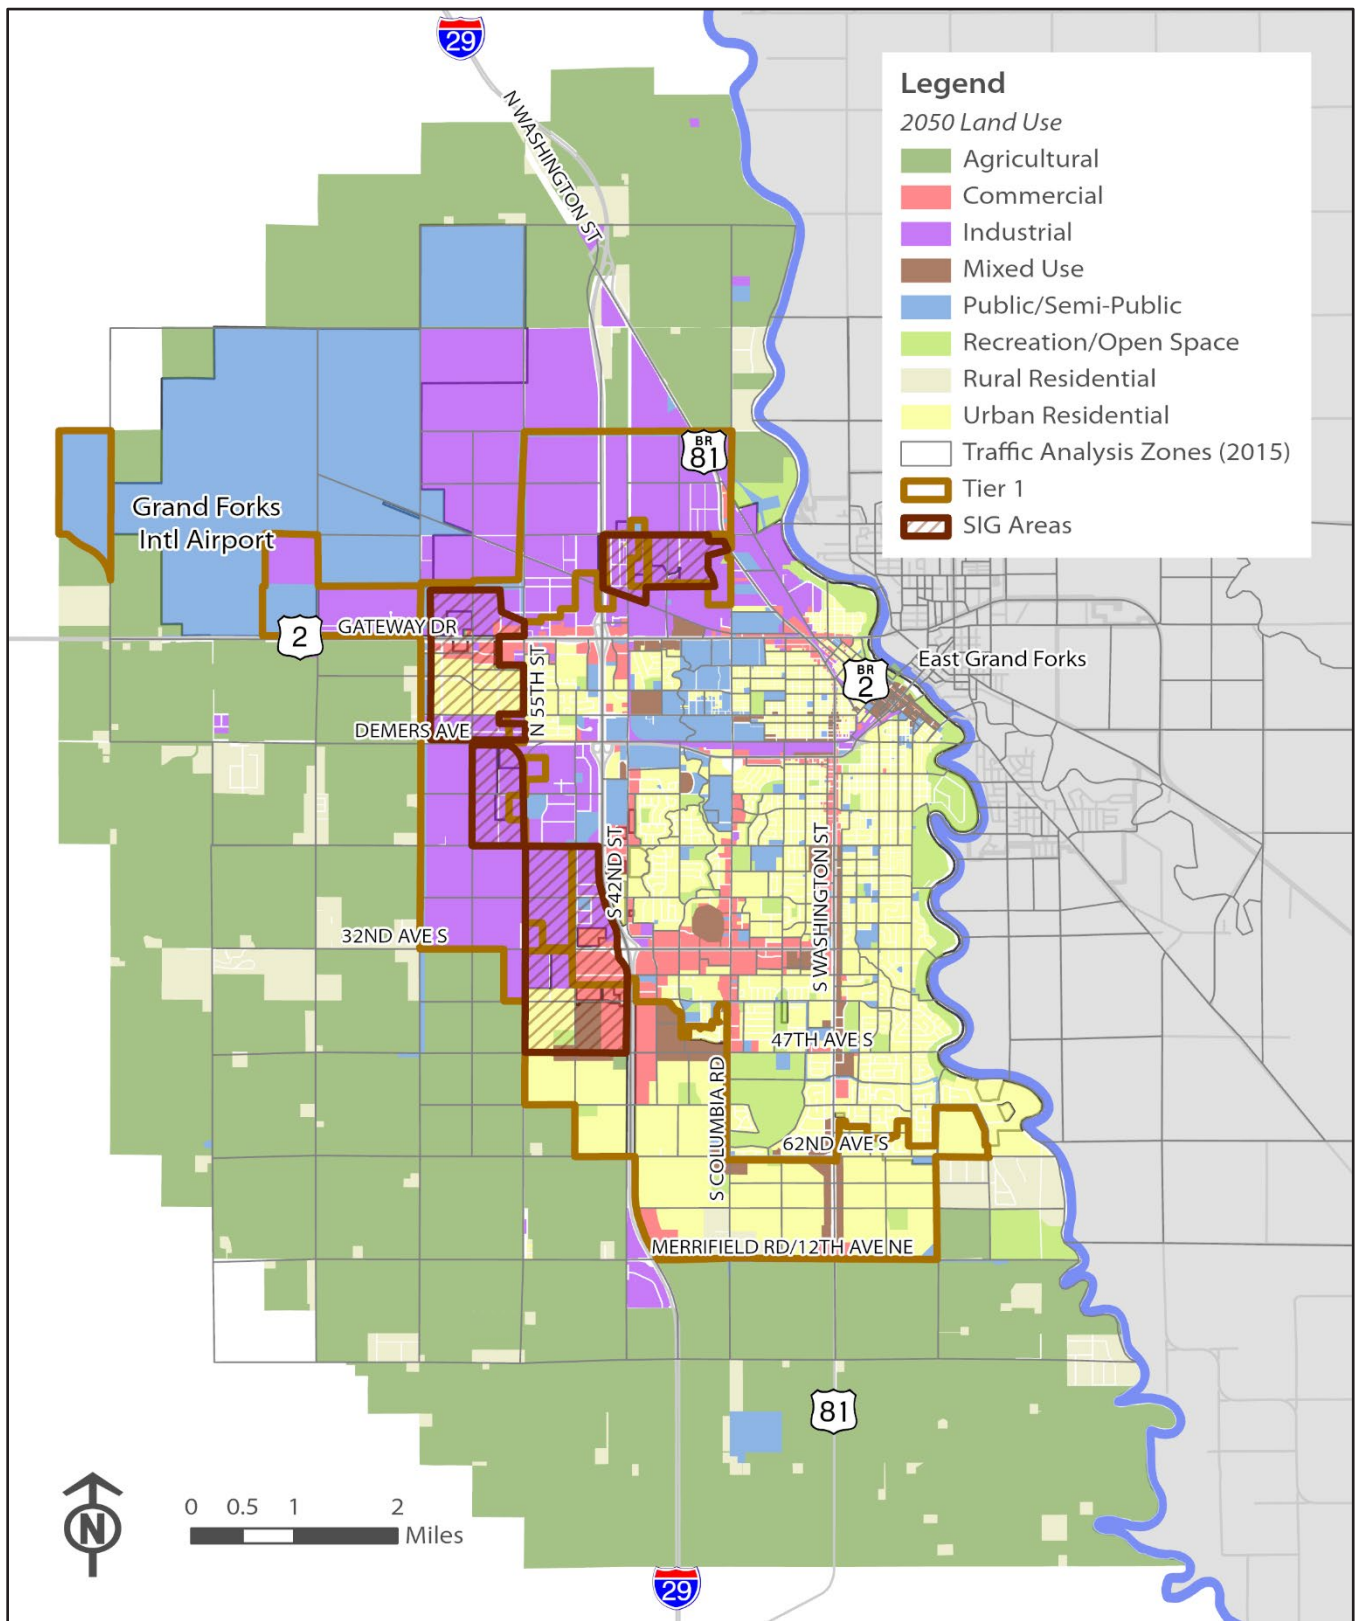 29
N WASHINGTON ST
Legend
2050 Land Use
Agricultural
Commercial
Industrial
Mixed Use
Public/Semi-Public
Recreation/Open Space
Rural Residential
Urban Residential
Traffic Analysis Zones (2015)
Tier 1
SIG Areas
BR
81
Grand Forks
Intl Airport
2
GATEWAY DR
N 55TH ST
East Grand Forks
BR
2
DEMERS AVE
S 42ND ST
S WASHINGTON ST
32ND AVE S
47TH AVE S
S COLUMBIA RD
62ND AVE S
MERRIFIELD RD/12TH AVE NE
81
N
0 0.5 1 2
Miles
29